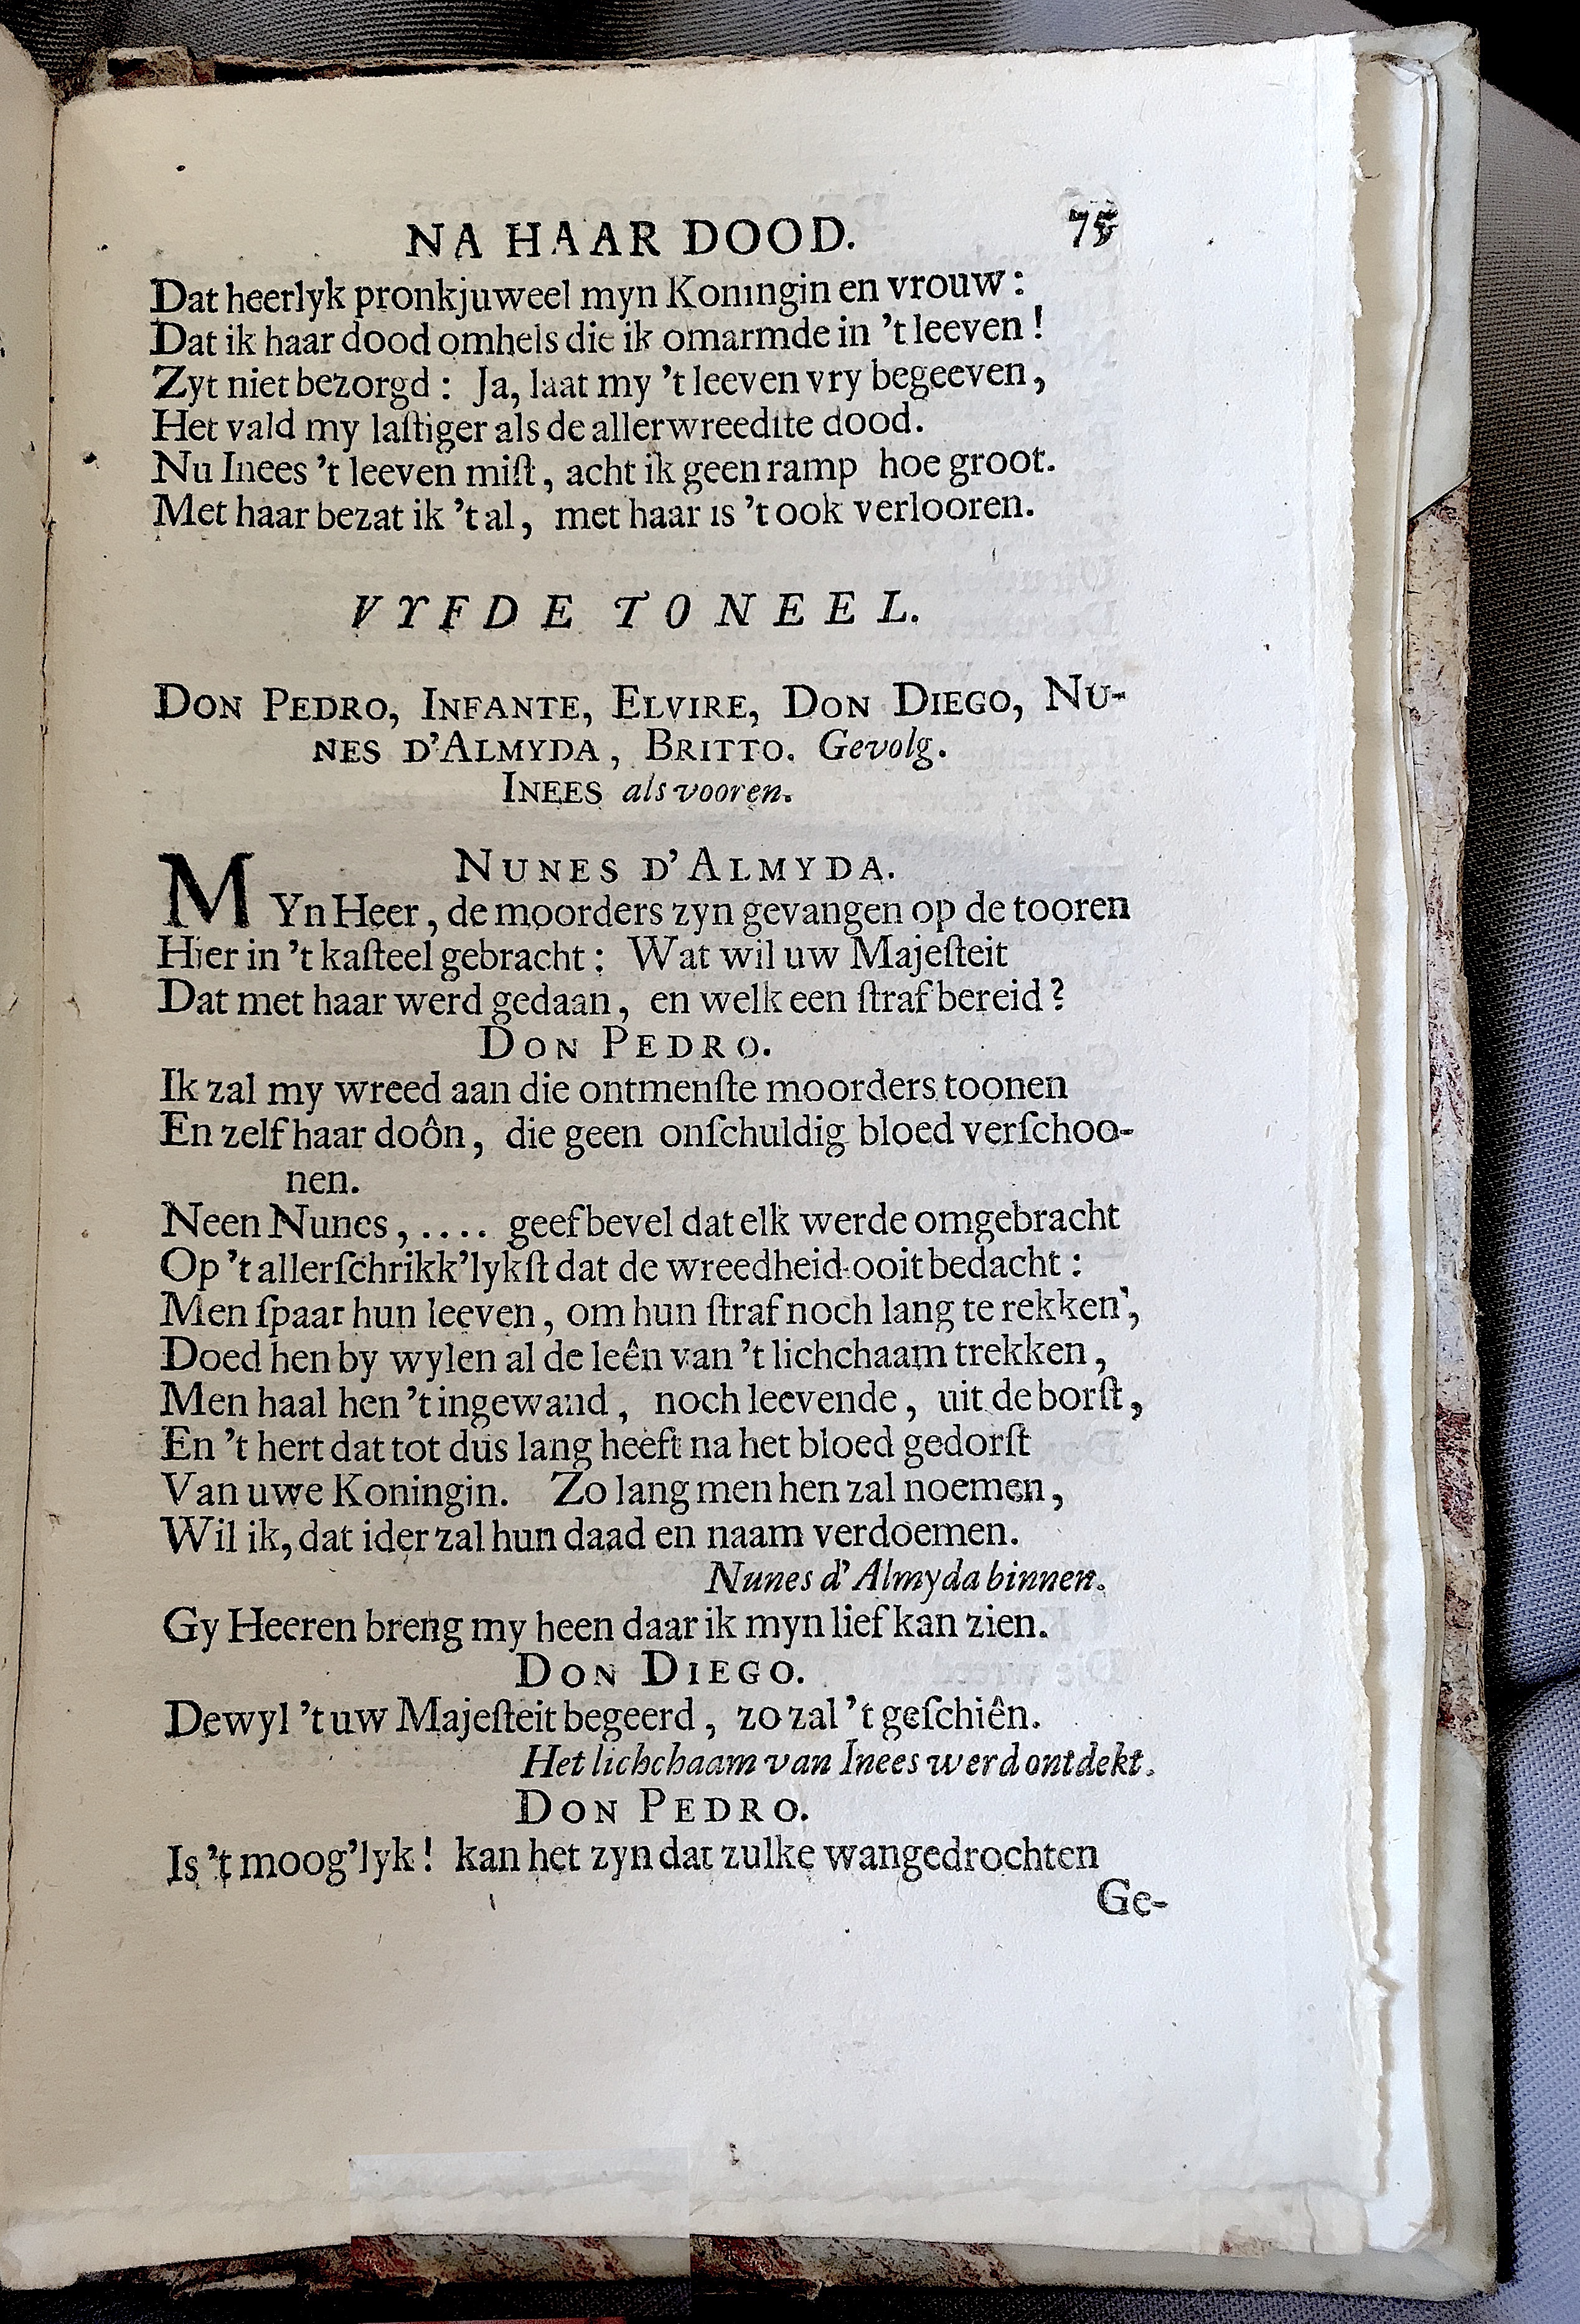 NA HAAR DOOD. 75
Dat heerlyk pronkjuweel myn Koningin en vrouw:
Dat ik haar dood omhels die ik omarmde in 't leeven!
Zyt niet bezorgd: Ja, laat my 't leeven vry begeeven,
Het vald my laſtiger als de allerwreedſte dood.
Nu Inees 't leeven miſt, acht ik geen ramp hoe groot.
Met haar bezat ik 't al, met haar is 't ook verlooren.
VYFDE TONEEL.
DON PEDRO, INFANTE, ELVIRE, DON DIEGO, NU-
NES D'ALMYDA, BRITTO. Gevolg.
INEES als vooren.
NUNES D'ALMYDA.
MYn Heer, de moorders zyn gevangen op de tooren
Hier in 't kaſteel gebracht: Wat wil uw Majeſteit
Dat met haar werd gedaan, en welk een ſtraf bereid?
DON PEDRO.
Ik zal my wreed aan die ontmenſte moorders toonen
En zelf haar doôn, die geen onſchuldig bloed verſchoo-
nen.
Neen Nunes,.... geef bevel dat elk werde omgebracht
Op 't allerſchrikk'lykſt dat de wreedheid ooit bedacht:
Men ſpaar hun leeven, om hun ſtraf noch lang te rekken',
Doed hen by wylen al de leên van 't lichchaam trekken,
Men haal hen 't ingewand, noch leevende, uit de borſt,
En 't hert dat tot dus lang heeft na het bloed gedorſt
Van uwe Koningin. Zo lang men hen zal noemen,
Wil ik, dat ider zal hun daad en naam verdoemen.
Nunes d'Almyda binnen.
Gy Heeren breng my heen daar ik myn lief kan zien.
DON DIEGO.
Dewyl 't uw Majeſteit begeerd, zo zal 't geſchiên.
Het lichchaam van Inees werd ontdekt.
DON PEDRO.
Is 't moog'lyk! kan het zyn dat zulke wangedrochten
Ge-